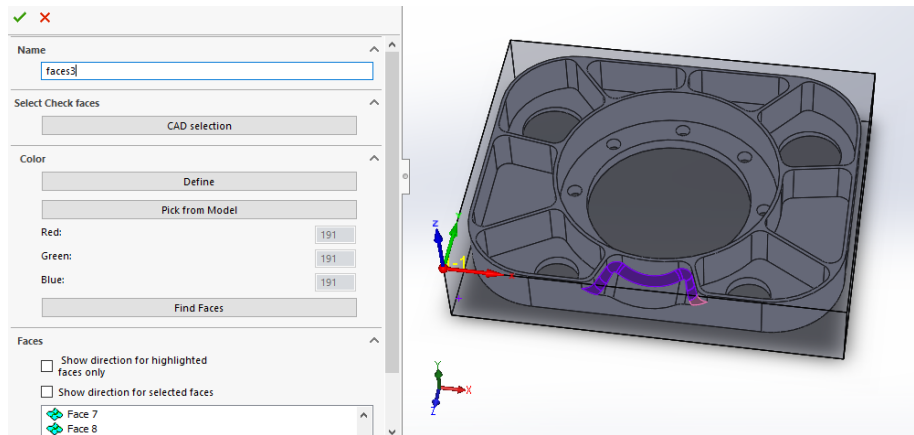 Name
faces3
Select Check faces
CAD selection
Color
Define
Pick from Model
Red:
191
Green:
191
Blue:
191
Find Faces
Faces
Show direction for highlighted
faces only
Show direction for selected faces
Face 7
Face 8
Z
-1
Y
X
Z